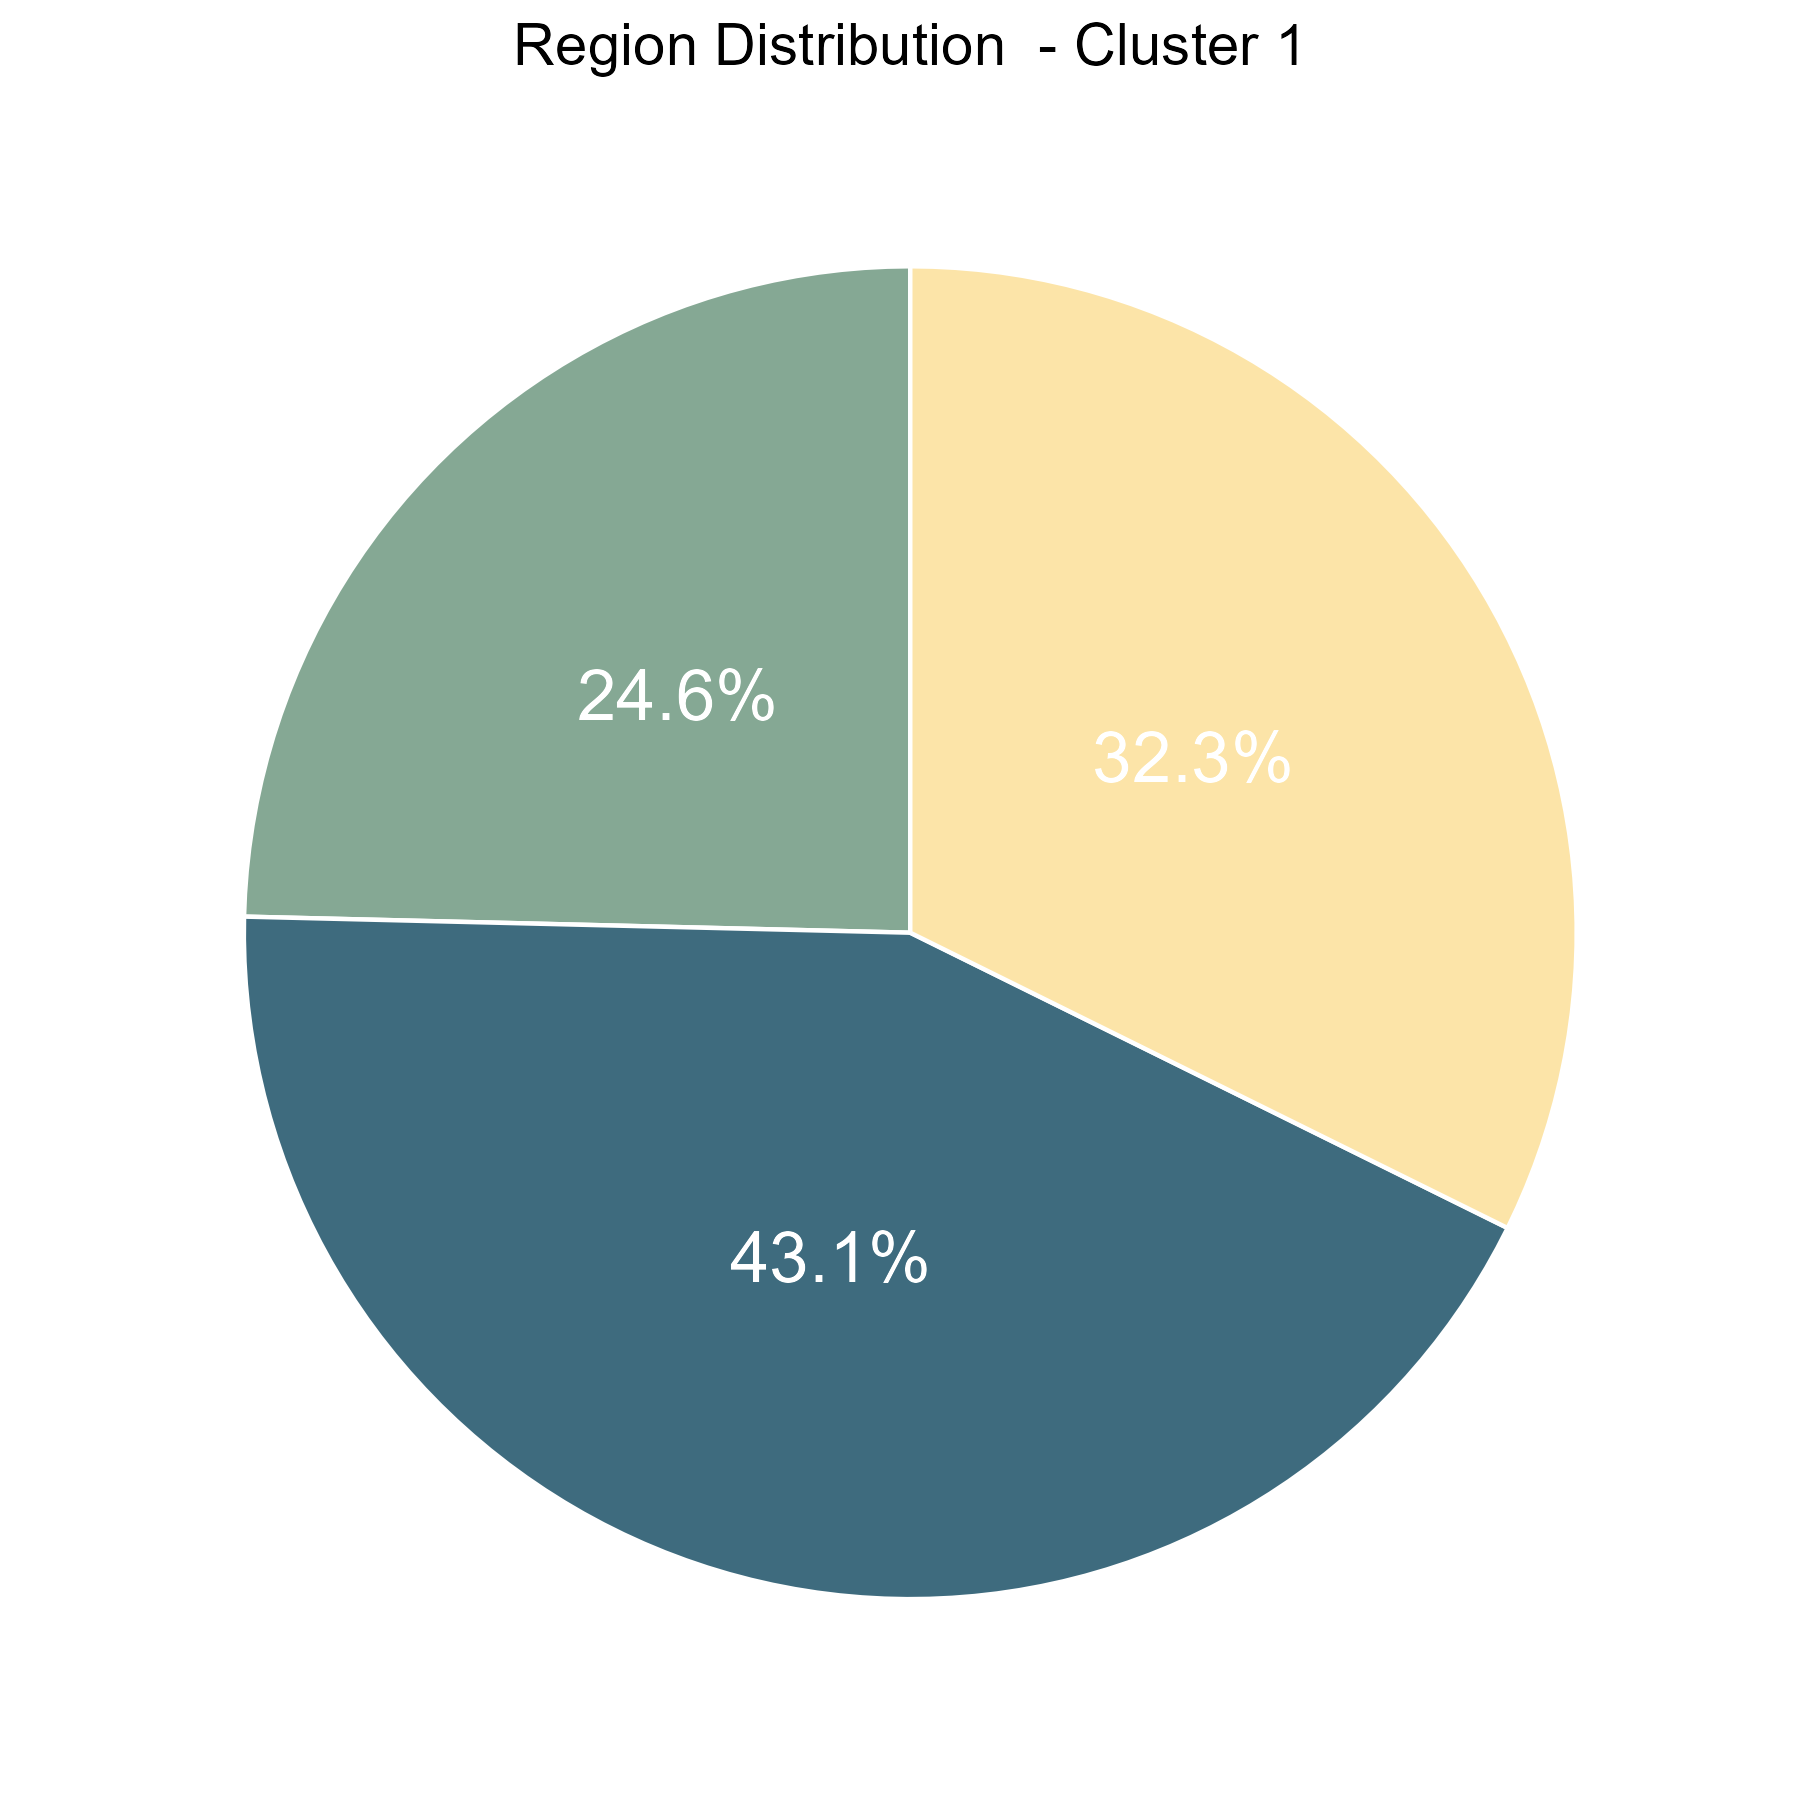 Region Distribution  - Cluster 1
24.6%
32.3%
43.1%